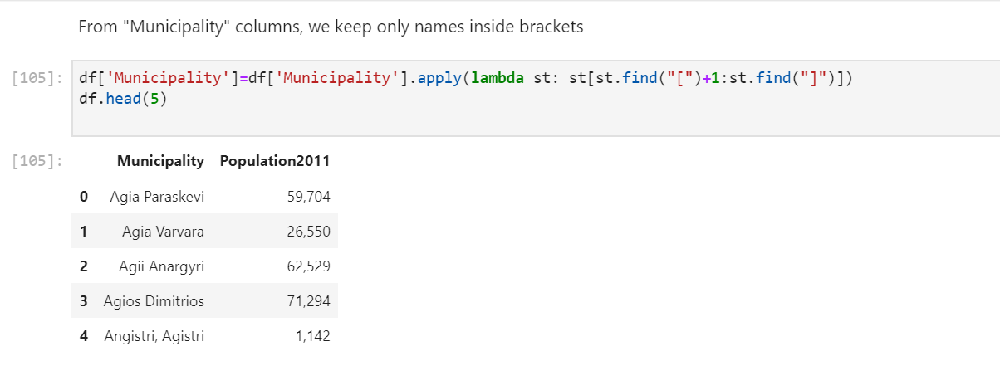 From "Municipality" columns, we keep only names inside brackets
[105]: df['Municipality']=df['Municipality'].apply(lambda st: st[st.find("[")+1:st.find("]")])
df.head(5)
[105]: Municipality Population2011
0 Agia Paraskevi 59,704
1 Agia Varvara 26,550
2 Agii Anargyri 62,529
3 Agios Dimitrios 71,294
4 Angistri, Agistri 1,142